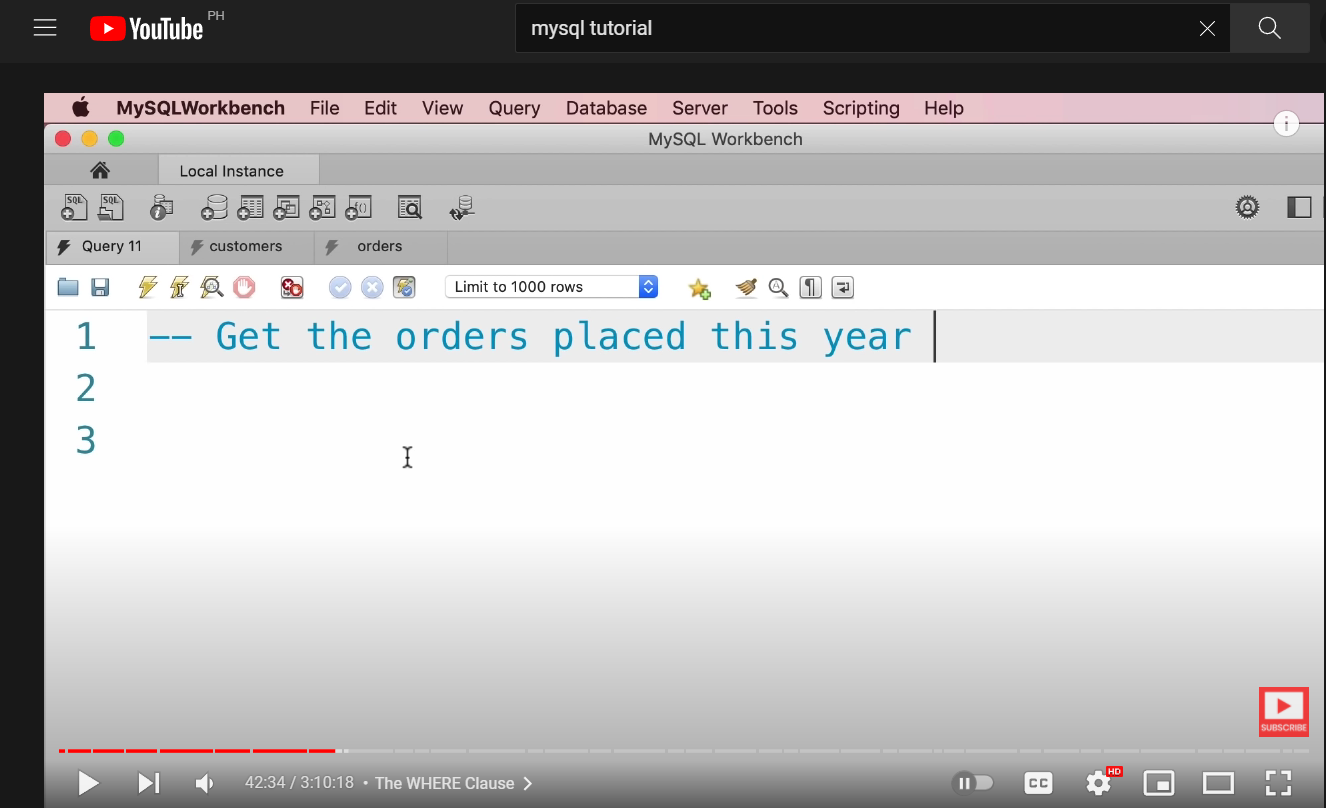 YouTube PH
mysql tutorial
MySQLWorkbench File Edit View Query Database Server Tools Scripting Help
MySQL Workbench
Local Instance
SQL SQL
Query 11 customers orders
Limit to 1000 rows
1 -- Get the orders placed this year
2
3
SUBSCRIBE
42:34 / 3:10:18 • The WHERE Clause
CC HD